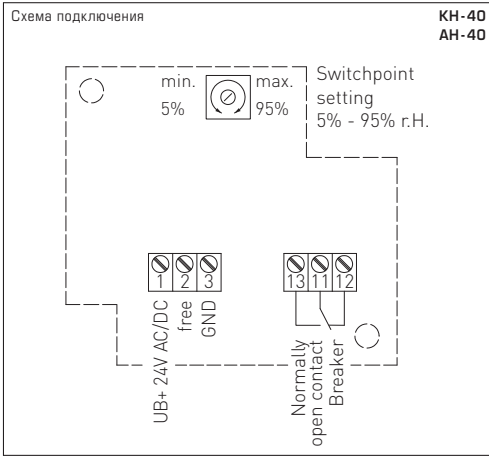 Схема подключения
KH-40
AH-40
min. max.
5% 95%
Switchpoint
setting
5% - 95% r.H.
1 2 3
13 11 12
UB+ 24V AC/DC
free
GND
Normally
open contact
Breaker